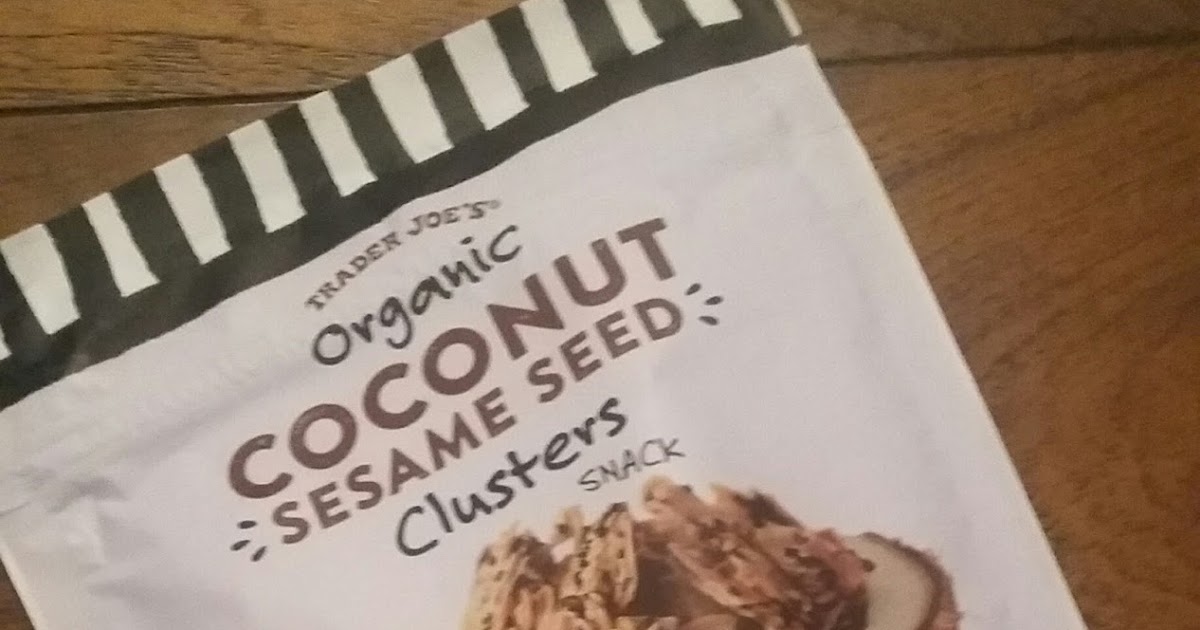 TRADER JOE'S®
Organic
COCONUT
SESAME SEED
Clusters
SNACK